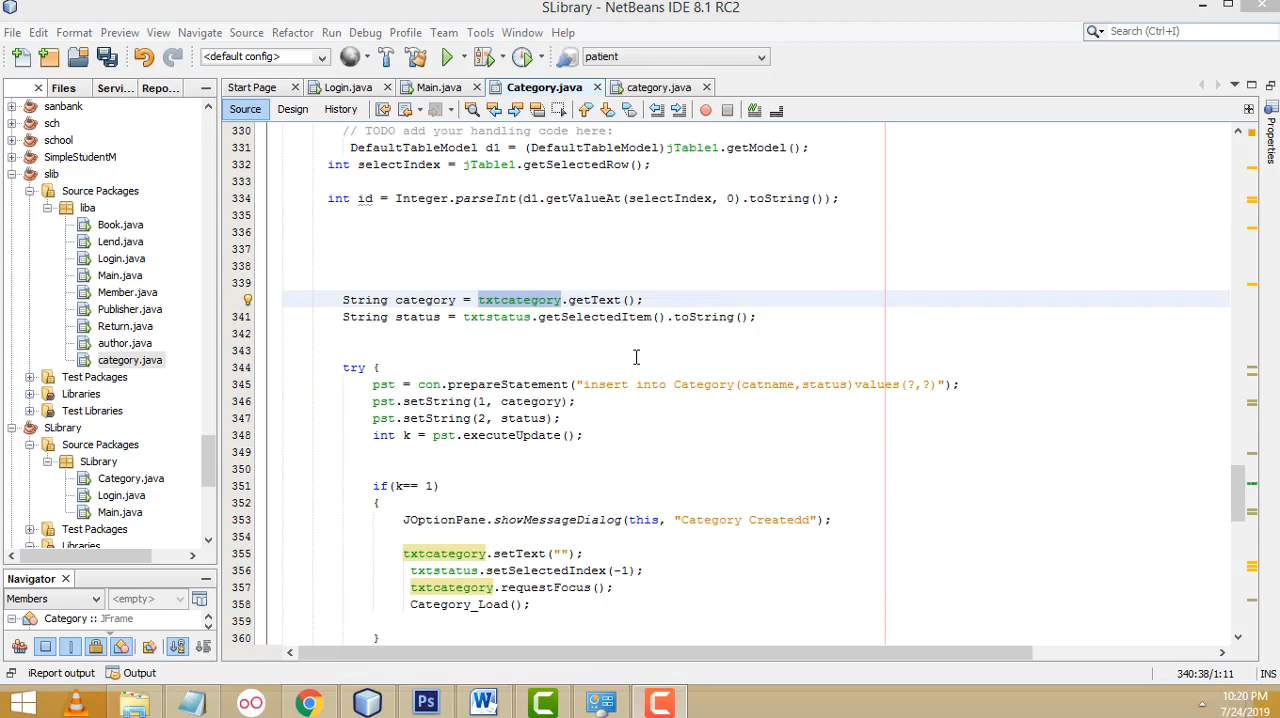 SLibrary - NetBeans IDE 8.1 RC2
File Edit Format Preview View Navigate Source Refactor Run Debug Profile Team Tools Window Help
Search (Ctrl+I)
<default config>
patient
Files
Servi...
Repo...
Start Page
Login.java
Main.java
Category.java
category.java
Source
Design
History
sanbank
sch
school
SimpleStudentM
slib
Source Packages
liba
Book.java
Lend.java
Login.java
Main.java
Member.java
Publisher.java
Return.java
author.java
category.java
Test Packages
Libraries
Test Libraries
SLibrary
Source Packages
SLibrary
Category.java
Login.java
Main.java
Test Packages
Libraries
Navigator
Members
<empty>
Category :: JFrame
330 // TODO add your handling code here:
331 DefaultTableModel d1 = (DefaultTableModel)jTable1.getModel();
332 int selectIndex = jTable1.getSelectedRow();
333
334 int id = Integer.parseInt(d1.getValueAt(selectIndex, 0).toString());
335
336
337
338
339
String category = txtcategory.getText();
341 String status = txtstatus.getSelectedItem().toString();
342
343
344 try {
345 pst = con.prepareStatement("insert into Category(catname,status)values(?,?)");
346 pst.setString(1, category);
347 pst.setString(2, status);
348 int k = pst.executeUpdate();
349
350
351 if(k== 1)
352 {
353 JOptionPane.showMessageDialog(this, "Category Createdd");
354
355 txtcategory.setText("");
356 txtstatus.setSelectedIndex(-1);
357 txtcategory.requestFocus();
358 Category_Load();
359
360 }
iReport output
Output
340:38/1:11
INS
10:20 PM
7/24/2019